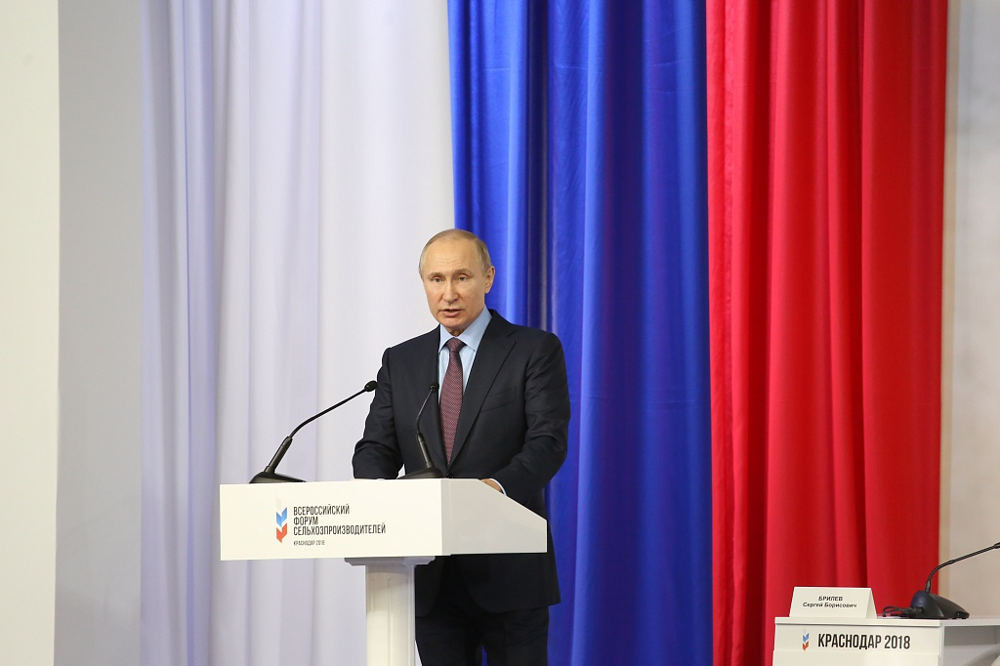 ВСЕРОССИЙСКИЙ
ФОРУМ
СЕЛЬХОЗПРОИЗВОДИТЕЛЕЙ
КРАСНОДАР 2018
БРИЛЕВ
Сергей Борисович
КРАСНОДАР 2018